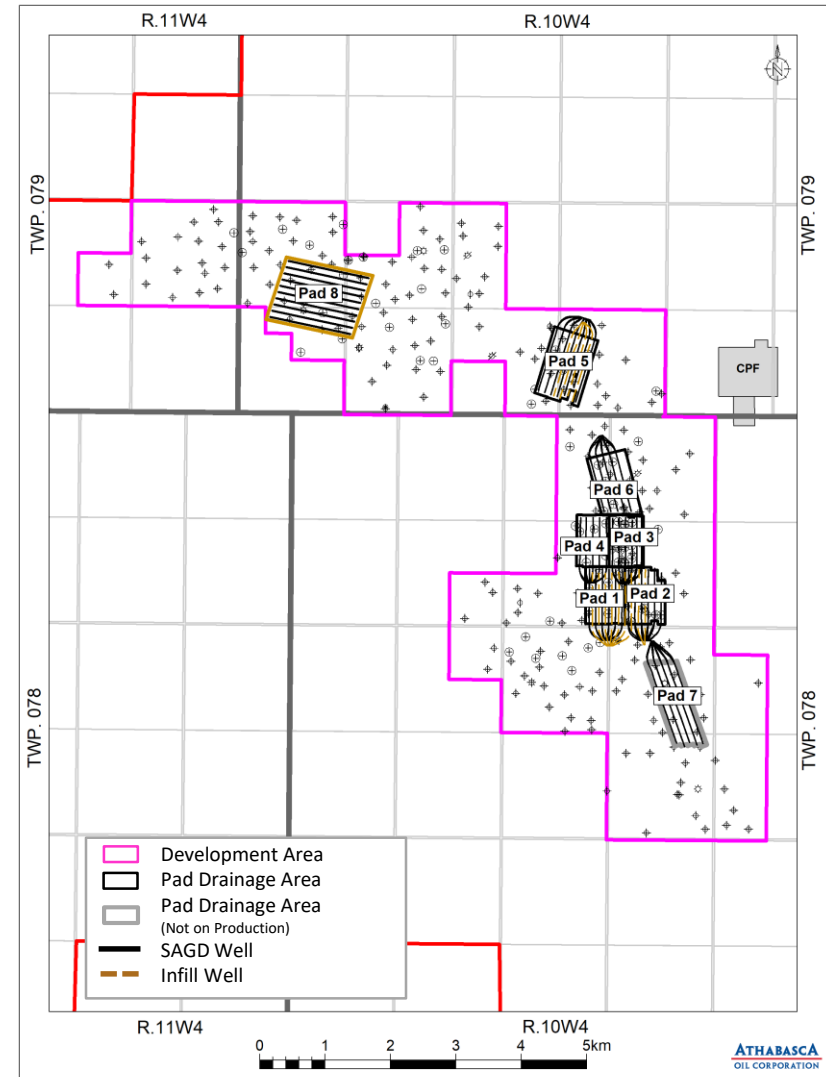 R.11W4
R.10W4
N
TWP. 079
TWP. 079
Pad 8
Pad 5
CPF
Pad 6
Pad 4
Pad 3
Pad 1
Pad 2
Pad 7
TWP. 078
TWP. 078
Development Area
Pad Drainage Area
Pad Drainage Area
(Not on Production)
SAGD Well
Infill Well
R.11W4
R.10W4
0 1 2 3 4 5km
ATHABASCA
OIL CORPORATION